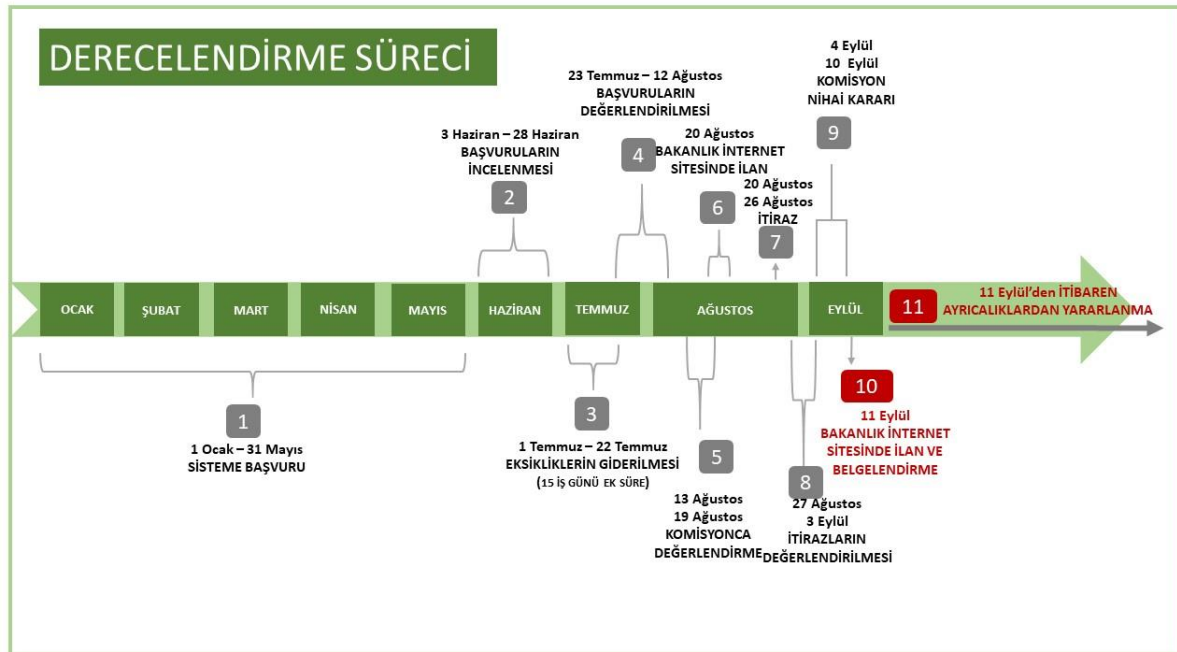 DERECELENDİRME SÜRECİ
4 Eylül
10 Eylül
KOMİSYON
NİHAİ KARARI
9
23 Temmuz – 12 Ağustos
BAŞVURULARIN
DEĞERLENDİRİLMESİ
4
3 Haziran – 28 Haziran
BAŞVURULARIN
İNCELENMESİ
2
20 Ağustos
BAKANLIK İNTERNET
SİTESİNDE İLAN
6
20 Ağustos
26 Ağustos
İTİRAZ
7
OCAK
ŞUBAT
MART
NİSAN
MAYIS
HAZİRAN
TEMMUZ
AĞUSTOS
EYLÜL
11
11 Eylül'den İTİBAREN
AYRICALIKLARDAN YARARLANMA
1
1 Ocak – 31 Mayıs
SİSTEME BAŞVURU
3
1 Temmuz – 22 Temmuz
EKSİKLİKLERİN GİDERİLMESİ
(15 İŞ GÜNÜ EK SÜRE)
5
13 Ağustos
19 Ağustos
KOMİSYONCA
DEĞERLENDİRME
8
27 Ağustos
3 Eylül
İTİRAZLARIN
DEĞERLENDİRİLMESİ
10
11 Eylül
BAKANLIK İNTERNET
SİTESİNDE İLAN VE
BELGELENDİRME